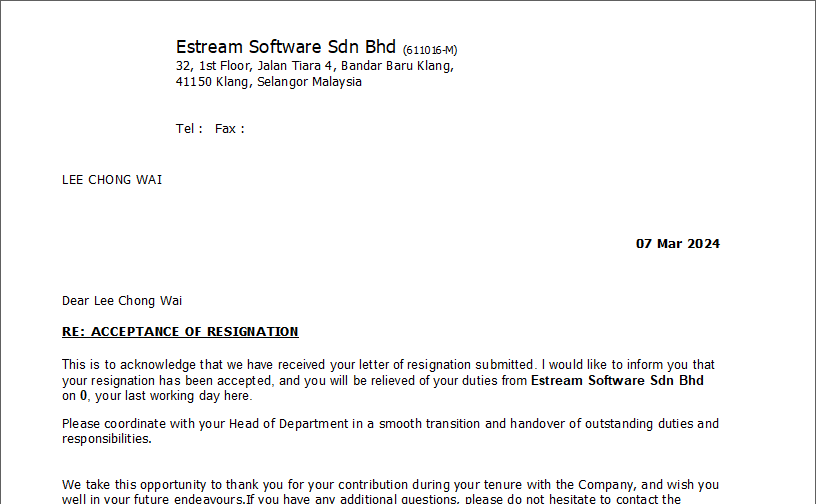 Estream Software Sdn Bhd (611016-M)
32, 1st Floor, Jalan Tiara 4, Bandar Baru Klang,
41150 Klang, Selangor Malaysia
Tel :   Fax :
LEE CHONG WAI
07 Mar 2024
Dear Lee Chong Wai
RE: ACCEPTANCE OF RESIGNATION
This is to acknowledge that we have received your letter of resignation submitted. I would like to inform you that
your resignation has been accepted, and you will be relieved of your duties from Estream Software Sdn Bhd
on 0, your last working day here.
Please coordinate with your Head of Department in a smooth transition and handover of outstanding duties and
responsibilities.
We take this opportunity to thank you for your contribution during your tenure with the Company, and wish you
well in your future endeavours.If you have any additional questions, please do not hesitate to contact the